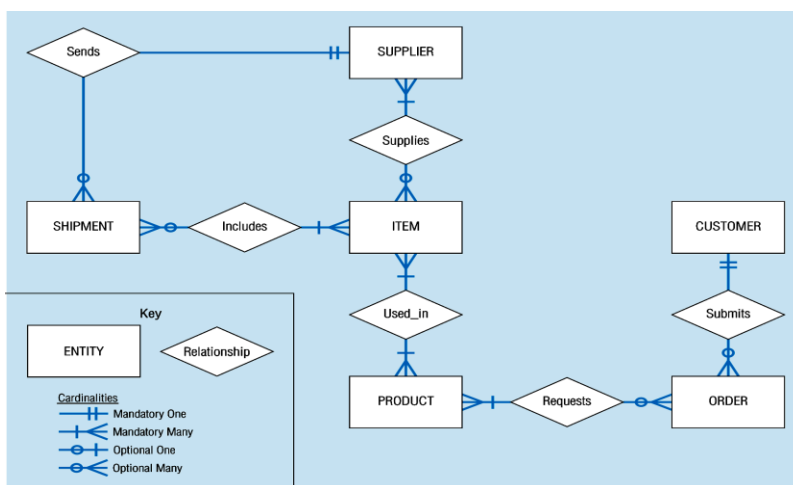 Sends
SUPPLIER
Supplies
SHIPMENT
Includes
ITEM
CUSTOMER
Used_in
Submits
PRODUCT
Requests
ORDER
Key
ENTITY
Relationship
Cardinalities
Mandatory One
Mandatory Many
Optional One
Optional Many